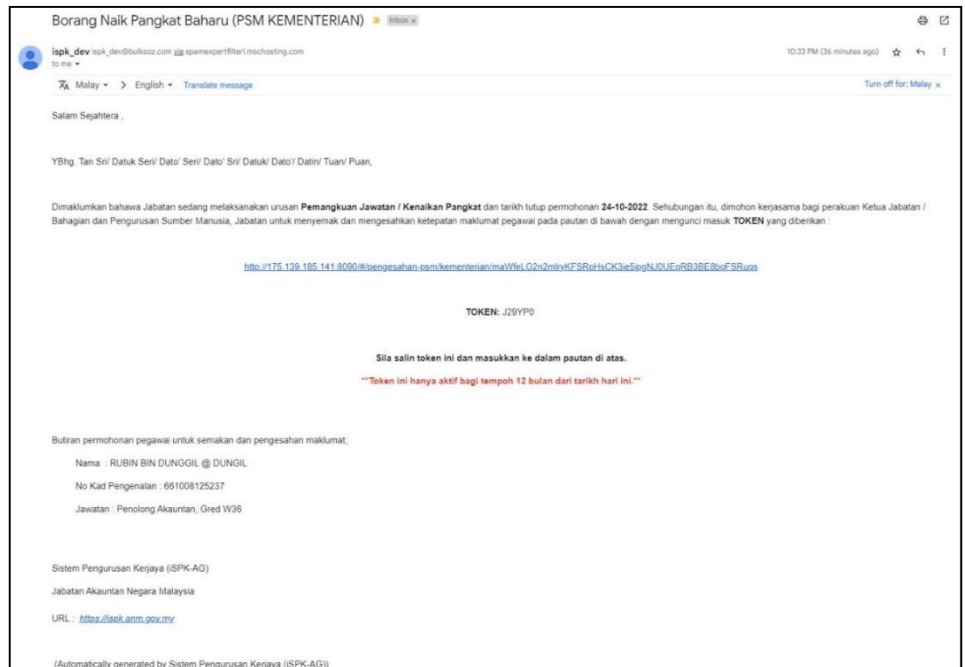 Borang Naik Pangkat Baharu (PSM KEMENTERIAN) Inbox x
ispk_dev ispk_dev@bulksoz.com via spamexpertfilteri.mschosting.com 10:33 PM (36 minutes ago)
to me
Malay > English Translate message Turn off for: Malay x
Salam Sejahtera ,
YBhg. Tan Sri/ Datuk Seri/ Dato' Seri/ Dato' Sri/ Datuk/ Dato'/ Datin/ Tuan/ Puan,
Dimaklumkan bahawa Jabatan sedang melaksanakan urusan Pemangkuan Jawatan / Kenaikan Pangkat dan tarikh tutup permohonan 24-10-2022. Sehubungan itu, dimohon kerjasama bagi perakuan Ketua Jabatan /
Bahagian dan Pengurusan Sumber Manusia, Jabatan untuk menyemak dan mengesahkan ketepatan maklumat pegawai pada pautan di bawah dengan mengunci masuk TOKEN yang diberikan :
http://175.139.185.141:8090/#/pengesahan-psm/kementerian/maWfeLG2n2mIryKFSRpHsCK3ie5ipgNJ0UEoRB3BE8bqFSRuqs
TOKEN: J29YP0
Sila salin token ini dan masukkan ke dalam pautan di atas.
**Token ini hanya aktif bagi tempoh 12 bulan dari tarikh hari ini.**
Butiran permohonan pegawai untuk semakan dan pengesahan maklumat;
Nama : RUBIN BIN DUNGGIL @ DUNGIL
No Kad Pengenalan : 661008125237
Jawatan : Penolong Akauntan, Gred W36
Sistem Pengurusan Kerjaya (iSPK-AG)
Jabatan Akauntan Negara Malaysia
URL : https://ispk.anm.gov.my
(Automatically generated by Sistem Pengurusan Kerjaya (iSPK-AG))